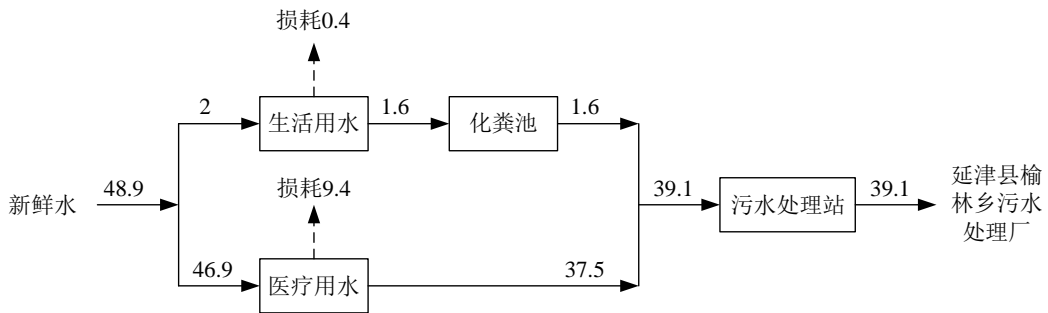 损耗0.4
2
生活用水
1.6
化粪池
1.6
损耗9.4
新鲜水
48.9
39.1
污水处理站
39.1
延津县榆
林乡污水
处理厂
46.9
医疗用水
37.5